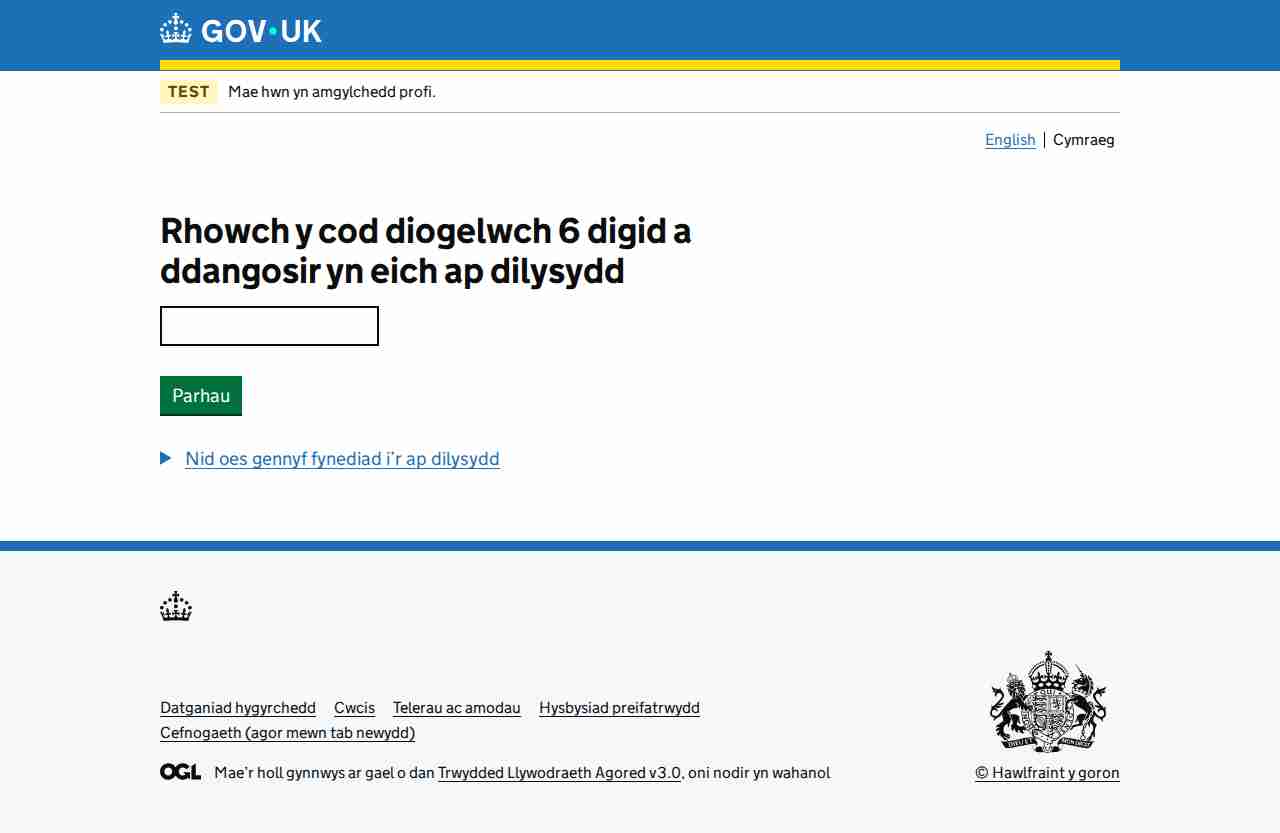 GOV·UK
TEST Mae hwn yn amgylchedd profi.
English Cymraeg
Rhowch y cod diogelwch 6 digid a
ddangosir yn eich ap dilysydd
Parhau
Nid oes gennyf fynediad i’r ap dilysydd
Datganiad hygyrchedd Cwcis Telerau ac amodau Hysbysiad preifatrwydd
Cefnogaeth (agor mewn tab newydd)
OGL Mae’r holl gynnwys ar gael o dan Trwydded Llywodraeth Agored v3.0, oni nodir yn wahanol
© Hawlfraint y goron